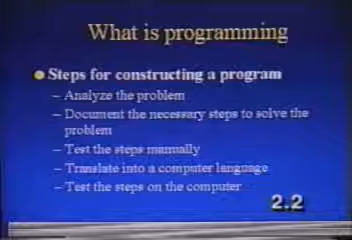 What is programming
Steps for constructing a program
– Analyze the problem
– Document the necessary steps to solve the
problem
– Test the steps manually
– Translate into a computer language
– Test the steps on the computer
2.2